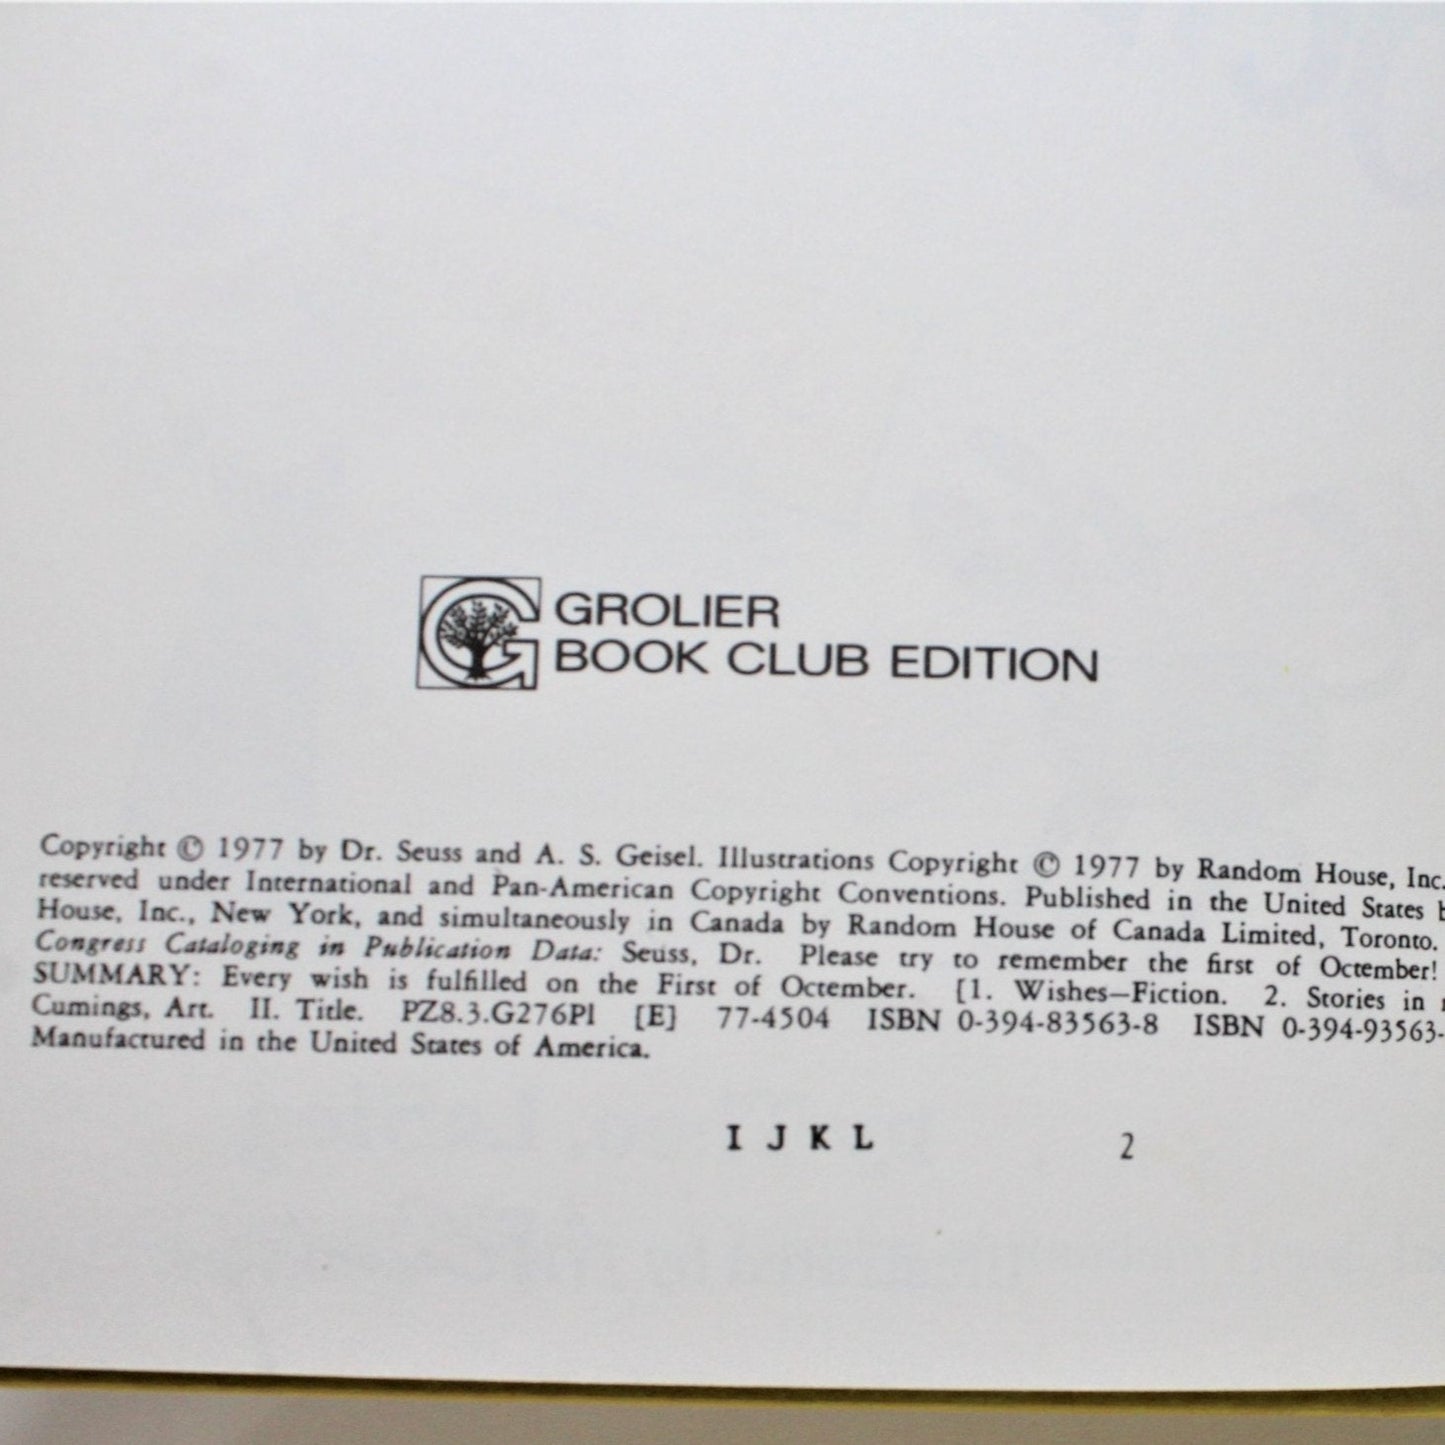 GROLIER
BOOK CLUB EDITION
Copyright © 1977 by Dr. Seuss and A. S. Geisel. Illustrations Copyright © 1977 by Random House, Inc.
reserved under International and Pan-American Copyright Conventions. Published in the United States
House, Inc., New York, and simultaneously in Canada by Random House of Canada Limited, Toronto.
Congress Cataloging in Publication Data: Seuss, Dr. Please try to remember the first of Octember!
SUMMARY: Every wish is fulfilled on the First of Octember. [1. Wishes—Fiction. 2. Stories in
Cumings, Art. II. Title. PZ8.3.G276Pl [E] 77-4504 ISBN 0-394-83563-8 ISBN 0-394-93563-
Manufactured in the United States of America.
I J K L 2